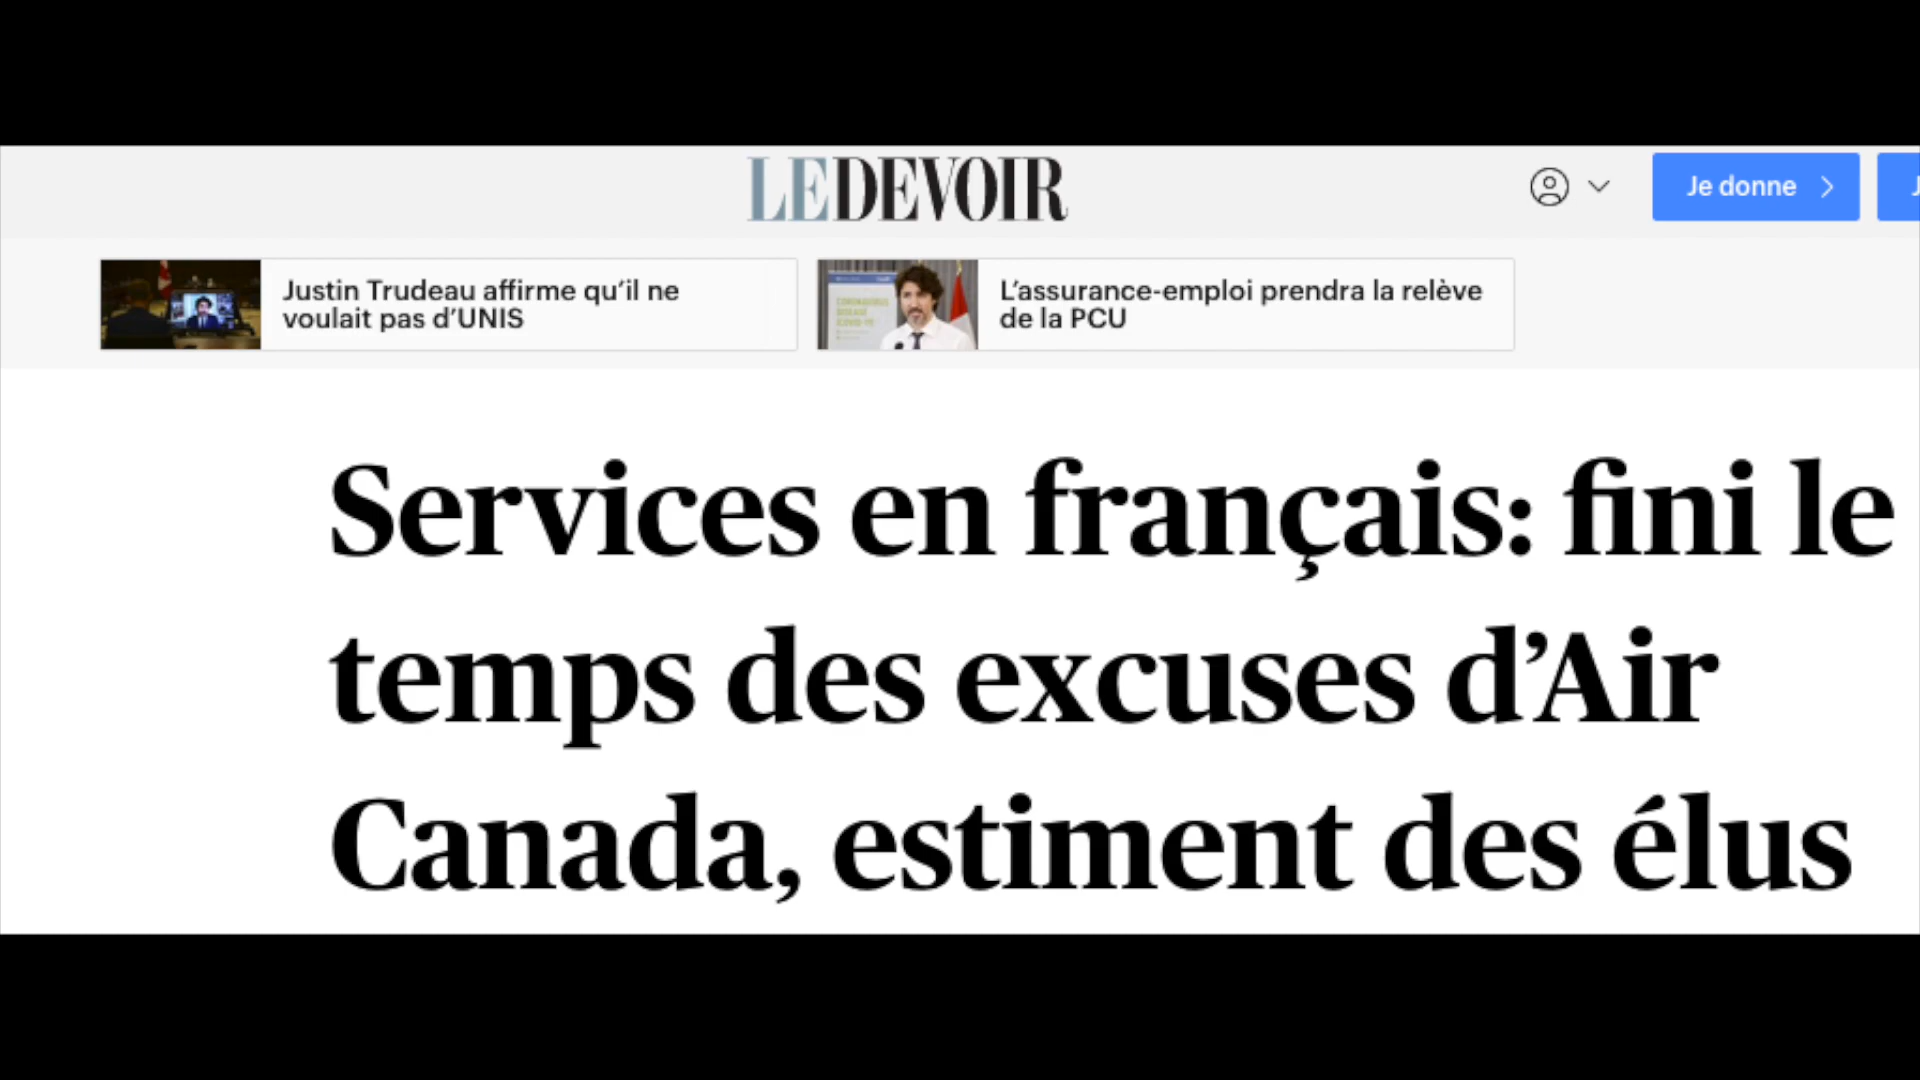 LE DEVOIR
Je donne
Justin Trudeau affirme qu’il ne
voulait pas d’UNIS
L’assurance-emploi prendra la relève
de la PCU
Services en français: fini le
temps des excuses d’Air
Canada, estiment des élus